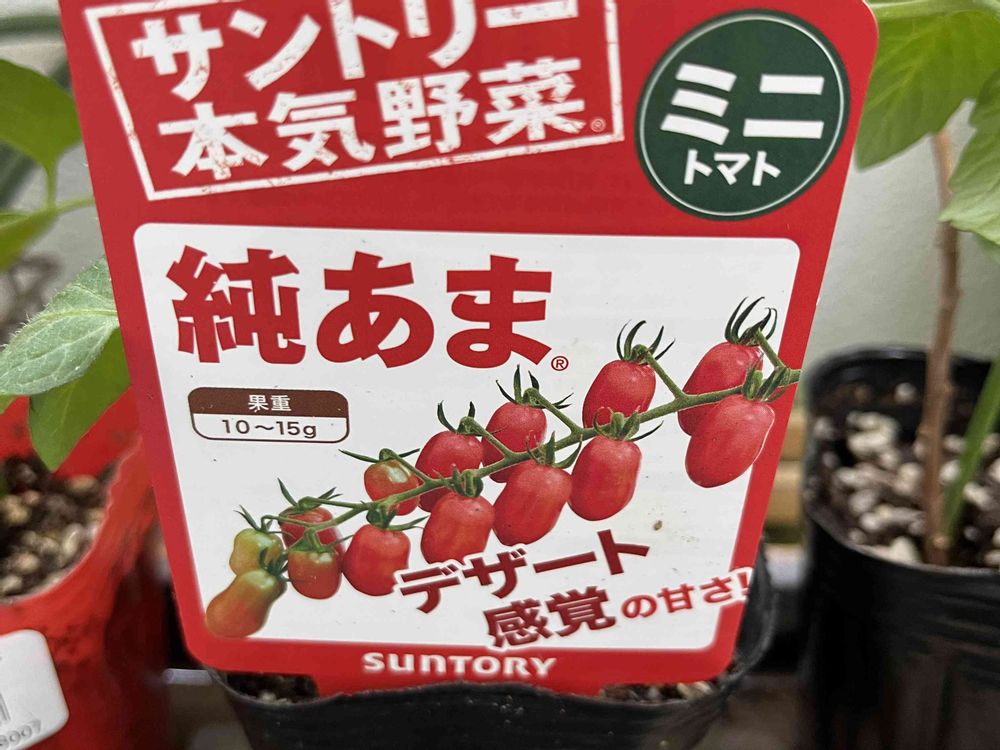 サントリー
本気野菜®
ミニ
トマト
純あま®
果重
10〜15g
デザート
感覚の甘さ!
SUNTORY
8997